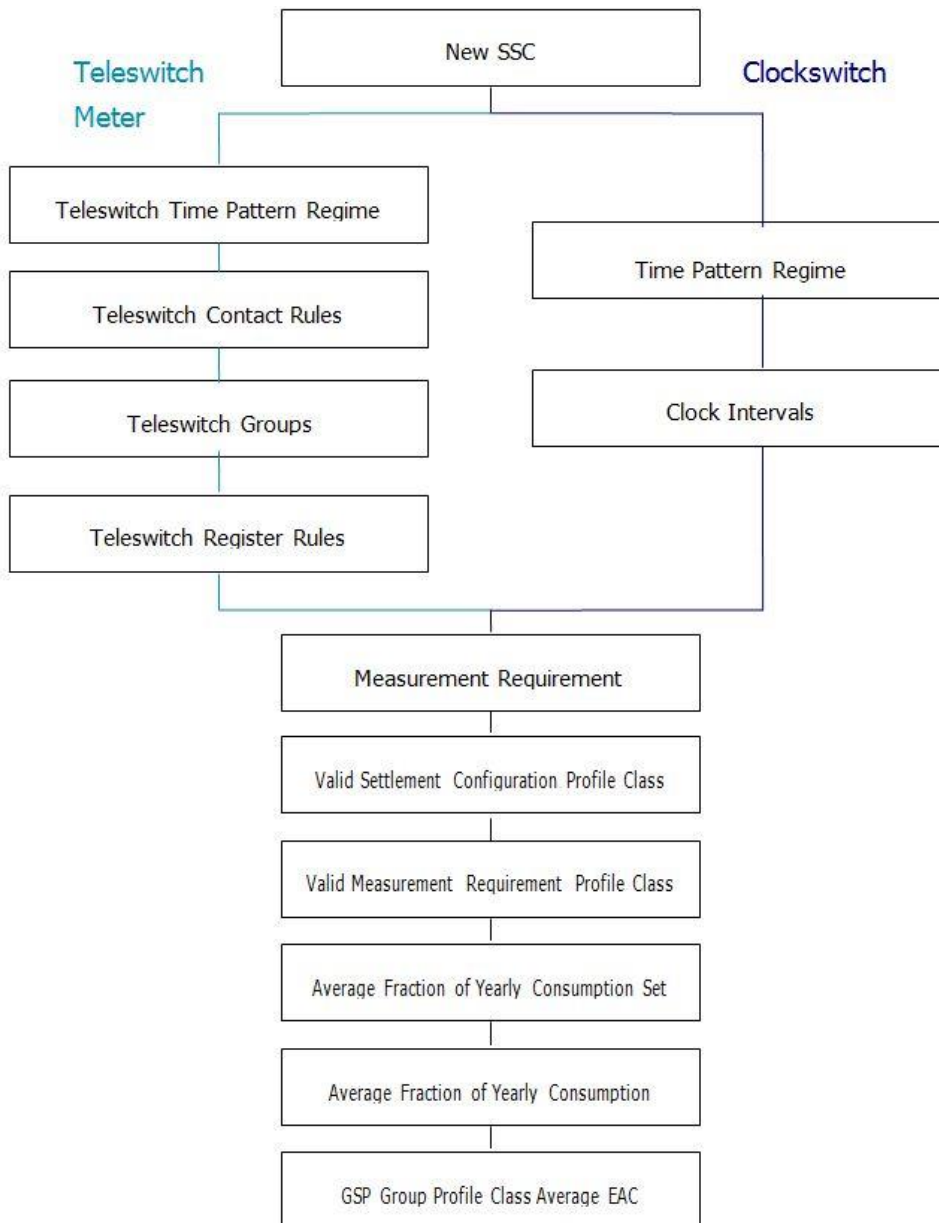 New SSC
Teleswitch
Meter
Clockswitch
Teleswitch Time Pattern Regime
Teleswitch Contact Rules
Teleswitch Groups
Teleswitch Register Rules
Time Pattern Regime
Clock Intervals
Measurement Requirement
Valid Settlement Configuration Profile Class
Valid Measurement Requirement Profile Class
Average Fraction of Yearly Consumption Set
Average Fraction of Yearly Consumption
GSP Group Profile Class Average EAC